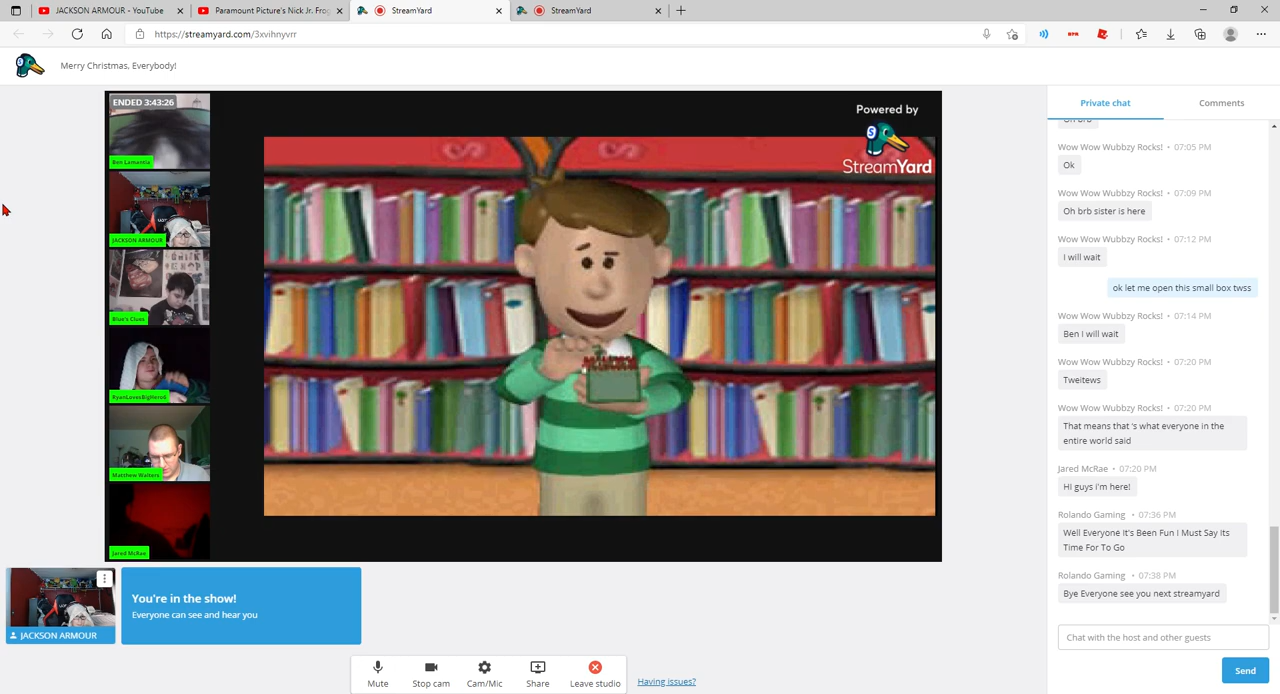 JACKSON ARMOUR - YouTube
Paramount Picture's Nick Jr. Frog
StreamYard
StreamYard
https://streamyard.com/3xvihnyvrr
Merry Christmas, Everybody!
ENDED 3:43:26
Ben Lamantia
JACKSON ARMOUR
Blue's Clues
RyanLovesBigHero6
Matthew Walters
Jared McRae
Powered by
StreamYard
Private chat
Comments
Wow Wow Wubbzy Rocks! • 07:05 PM
Ok
Wow Wow Wubbzy Rocks! • 07:09 PM
Oh brb sister is here
Wow Wow Wubbzy Rocks! • 07:12 PM
I will wait
ok let me open this small box twss
Wow Wow Wubbzy Rocks! • 07:14 PM
Ben I will wait
Wow Wow Wubbzy Rocks! • 07:20 PM
Tweitews
Wow Wow Wubbzy Rocks! • 07:20 PM
That means that 's what everyone in the
entire world said
Jared McRae • 07:20 PM
Hi guys i'm here!
Rolando Gaming • 07:36 PM
Well Everyone It's Been Fun I Must Say Its
Time For To Go
Rolando Gaming • 07:38 PM
Bye Everyone see you next streamyard
Chat with the host and other guests
Send
JACKSON ARMOUR
You're in the show!
Everyone can see and hear you
Mute
Stop cam
Cam/Mic
Share
Leave studio
Having issues?